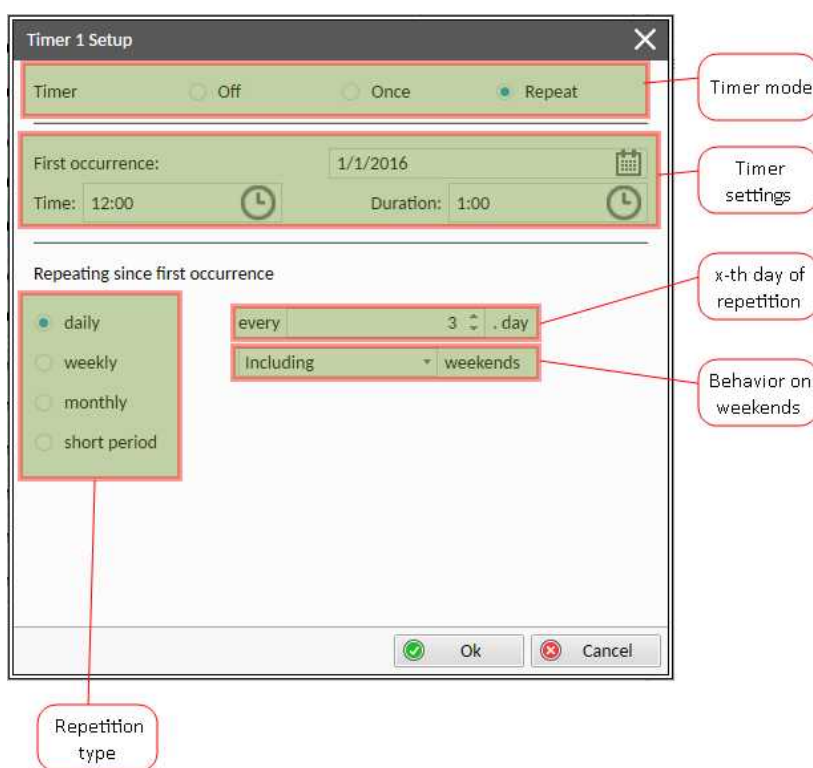 Timer 1 Setup
Timer Off Once Repeat
Timer mode
First occurrence: 1/1/2016
Time: 12:00 Duration: 1:00
Timer
settings
Repeating since first occurrence
daily
weekly
monthly
short period
every 3 . day
Including weekends
x-th day of
repetition
Behavior on
weekends
Ok Cancel
Repetition
type